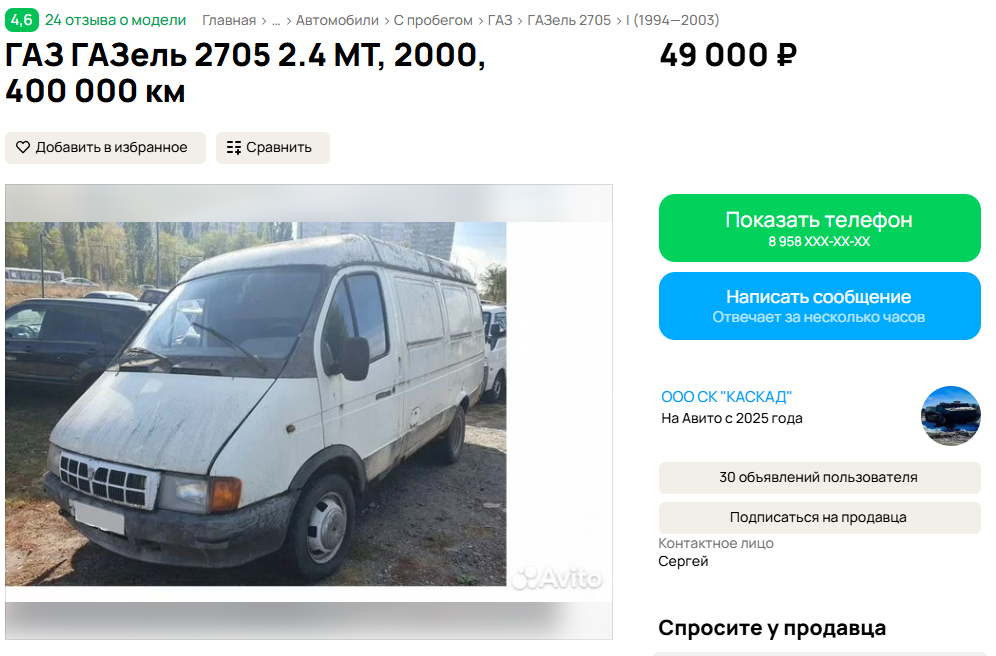 4,6 24 отзыва о модели Главная > ... > Автомобили > С пробегом > ГАЗ > ГАЗель 2705 > I (1994—2003)
ГАЗ ГАЗель 2705 2.4 МТ, 2000,
400 000 км
49 000 ₽
Добавить в избранное
Сравнить
Avito
Показать телефон
8 958 XXX-XX-XX
Написать сообщение
Отвечает за несколько часов
ООО СК "КАСКАД"
На Авито с 2025 года
30 объявлений пользователя
Подписаться на продавца
Контактное лицо
Сергей
Спросите у продавца